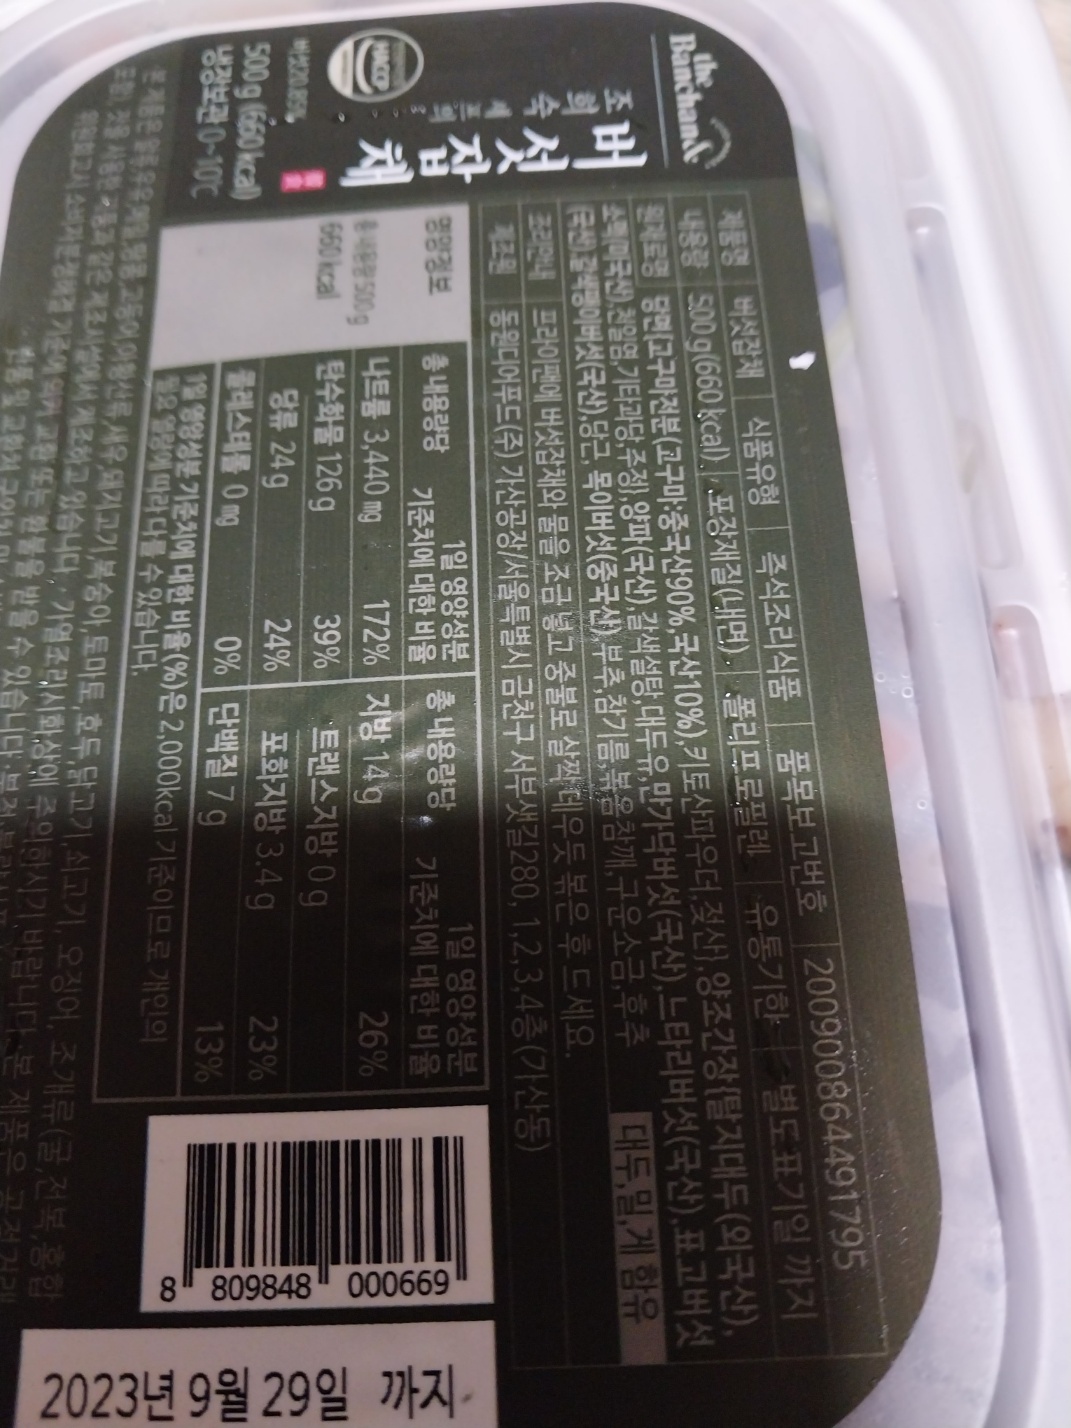 the
Banchan&
조희숙 셰프의
버섯잡채
HACCP
버섯20.85%
500 g (660 kcal)
냉장보관 0~10℃
제품명 버섯잡채 식품유형 즉석조리식품 품목보고번호 200900864491795
내용량 500 g(660 kcal) 포장재질(내면) 폴리프로필렌 유통기한 별도표기일 까지
원재료명 당면{고구마전분(고구마:중국산90%,국산10%),키토산파우더,젖산},양조간장{탈지대두(외국산),
소맥(미국산),천일염,기타과당,주정},양파(국산),갈색설탕,대두유,만가닥버섯(국산),느타리버섯(국산),표고버섯
(국산),갈색팽이버섯(국산),당근, 목이버섯(중국산),부추,참기름,볶음참깨,구운소금,후추
대두,밀,게 함유
조리안내 프라이팬에 버섯잡채와 물을 조금 넣고 중불로 살짝 데우듯 볶은 후 드세요.
제조원 동원디어푸드(주) 가산공장/서울특별시 금천구 서부샛길280, 1,2,3,4층(가산동)
영양정보
총 내용량 500 g
660 kcal
총 내용량당 1일 영양성분 기준치에 대한 비율 총 내용량당 1일 영양성분 기준치에 대한 비율
나트륨 3,440 mg 172% 지방 14 g 26%
탄수화물 126 g 39% 트랜스지방 0 g
당류 24 g 24% 포화지방 3.4 g 23%
콜레스테롤 0 mg 0% 단백질 7 g 13%
1일 영양성분 기준치에 대한 비율(%)은 2,000kcal 기준이므로 개인의
필요 열량에 따라 다를 수 있습니다.
8 809848 000669
2023년 9월 29일 까지